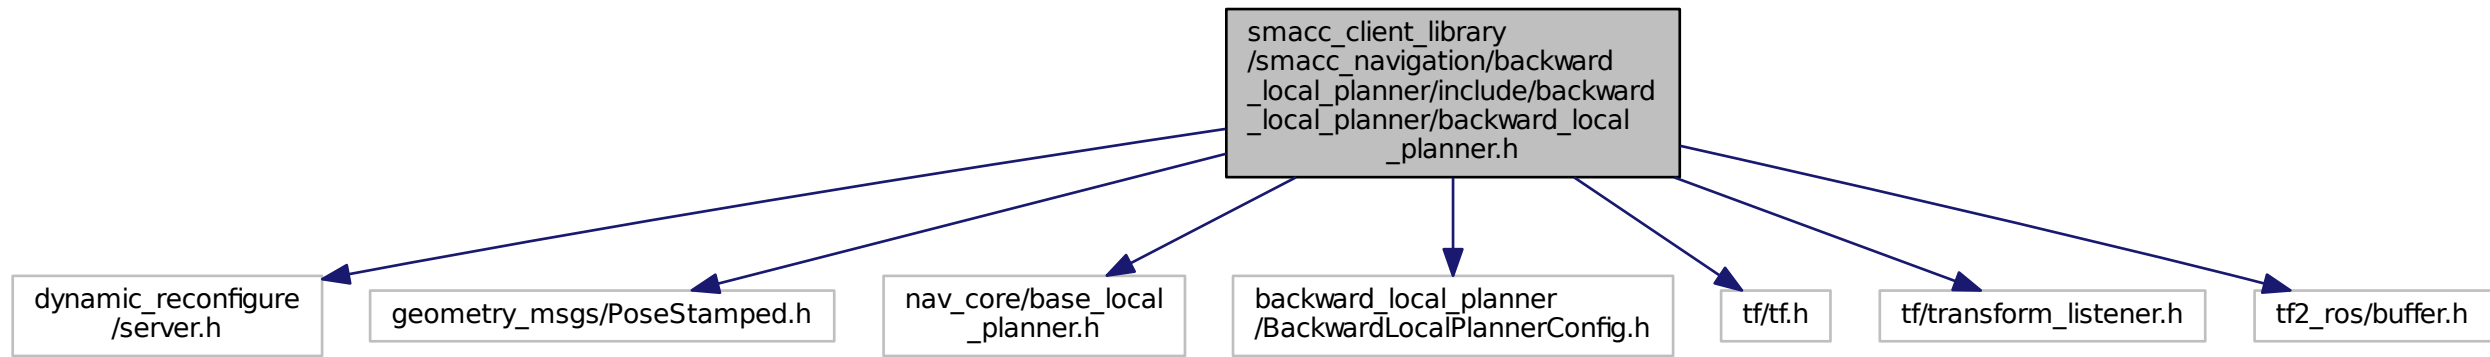 smacc_client_library
/smacc_navigation/backward
_local_planner/include/backward
_local_planner/backward_local
_planner.h
dynamic_reconfigure
/server.h
geometry_msgs/PoseStamped.h
nav_core/base_local
_planner.h
backward_local_planner
/BackwardLocalPlannerConfig.h
tf/tf.h
tf/transform_listener.h
tf2_ros/buffer.h